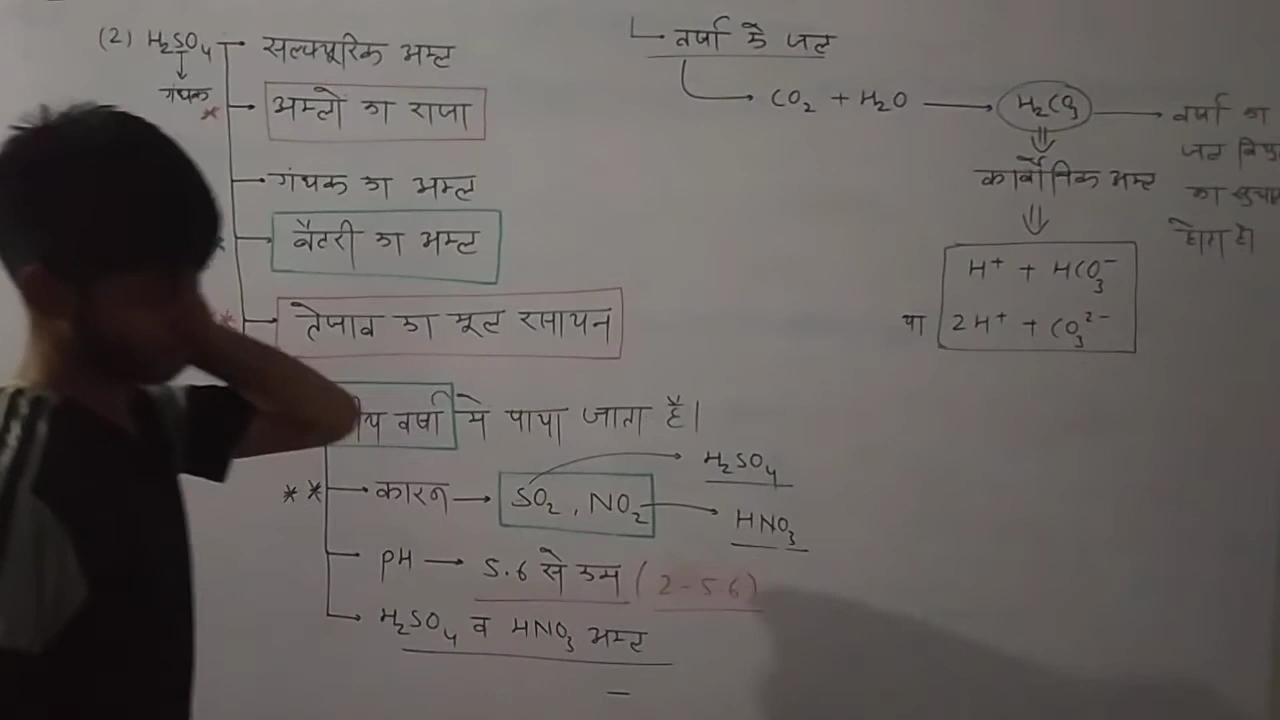 (2) H₂SO₄ → सल्फ्यूरिक अम्ल
गंधक
* → अम्लो का राजा
गंधक का अम्ल
* → बैटरी का अम्ल
** → तेजाब का मूल रसायन
वर्षा मे पाया जाता है।
** → कारन → SO₂ , NO₂
H₂SO₄
HNO₃
pH → 5.6 से कम (2-5.6)
→ H₂SO₄ व HNO₃ अम्ल
→ वर्षा के जल
→ CO₂ + H₂O → H₂CO₃ → वर्षा का
जल
का
होता है।
कार्बोनिक अम्ल
H⁺ + HCO₃⁻
या 2H⁺ + CO₃²⁻